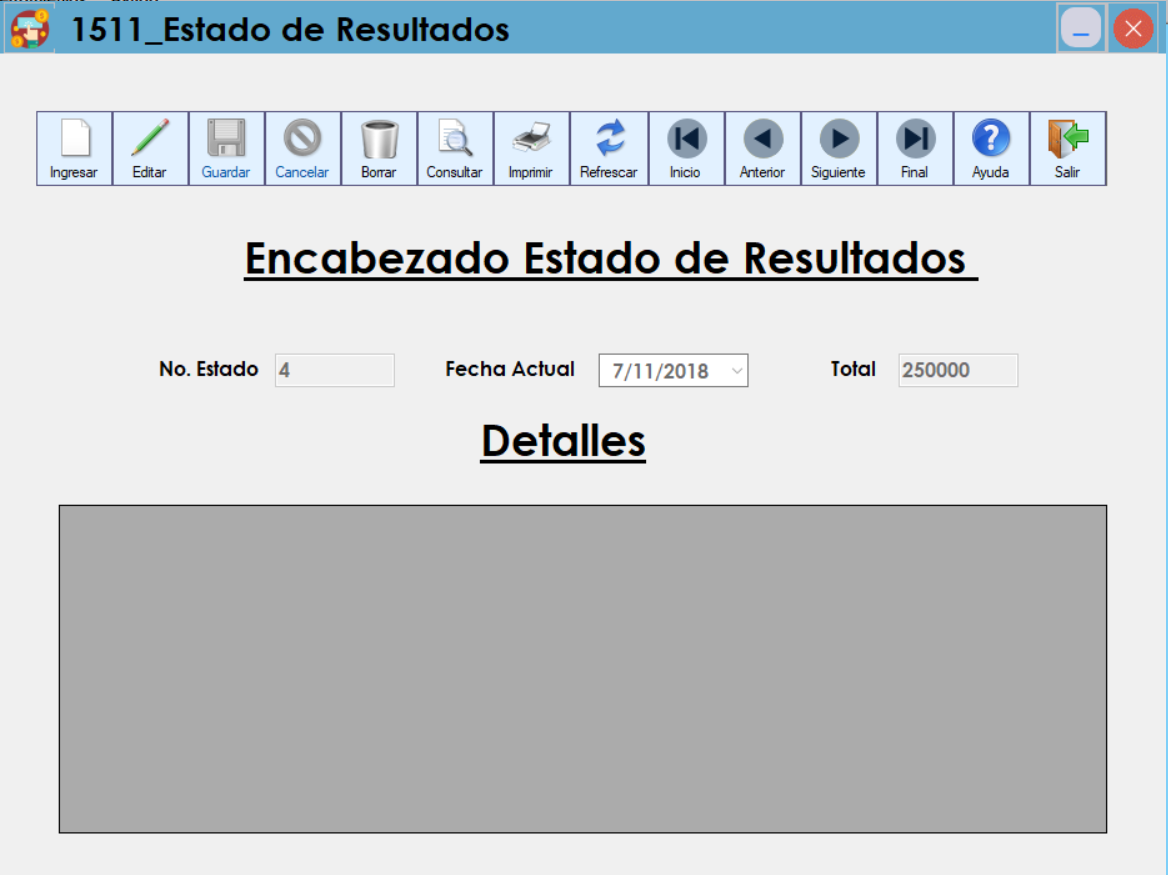 1511_Estado de Resultados
Ingresar Editar Guardar Cancelar Borrar Consultar Imprimir Refrescar Inicio Anterior Siguiente Final Ayuda Salir
Encabezado Estado de Resultados
No. Estado 4 Fecha Actual 7/11/2018 Total 250000
Detalles